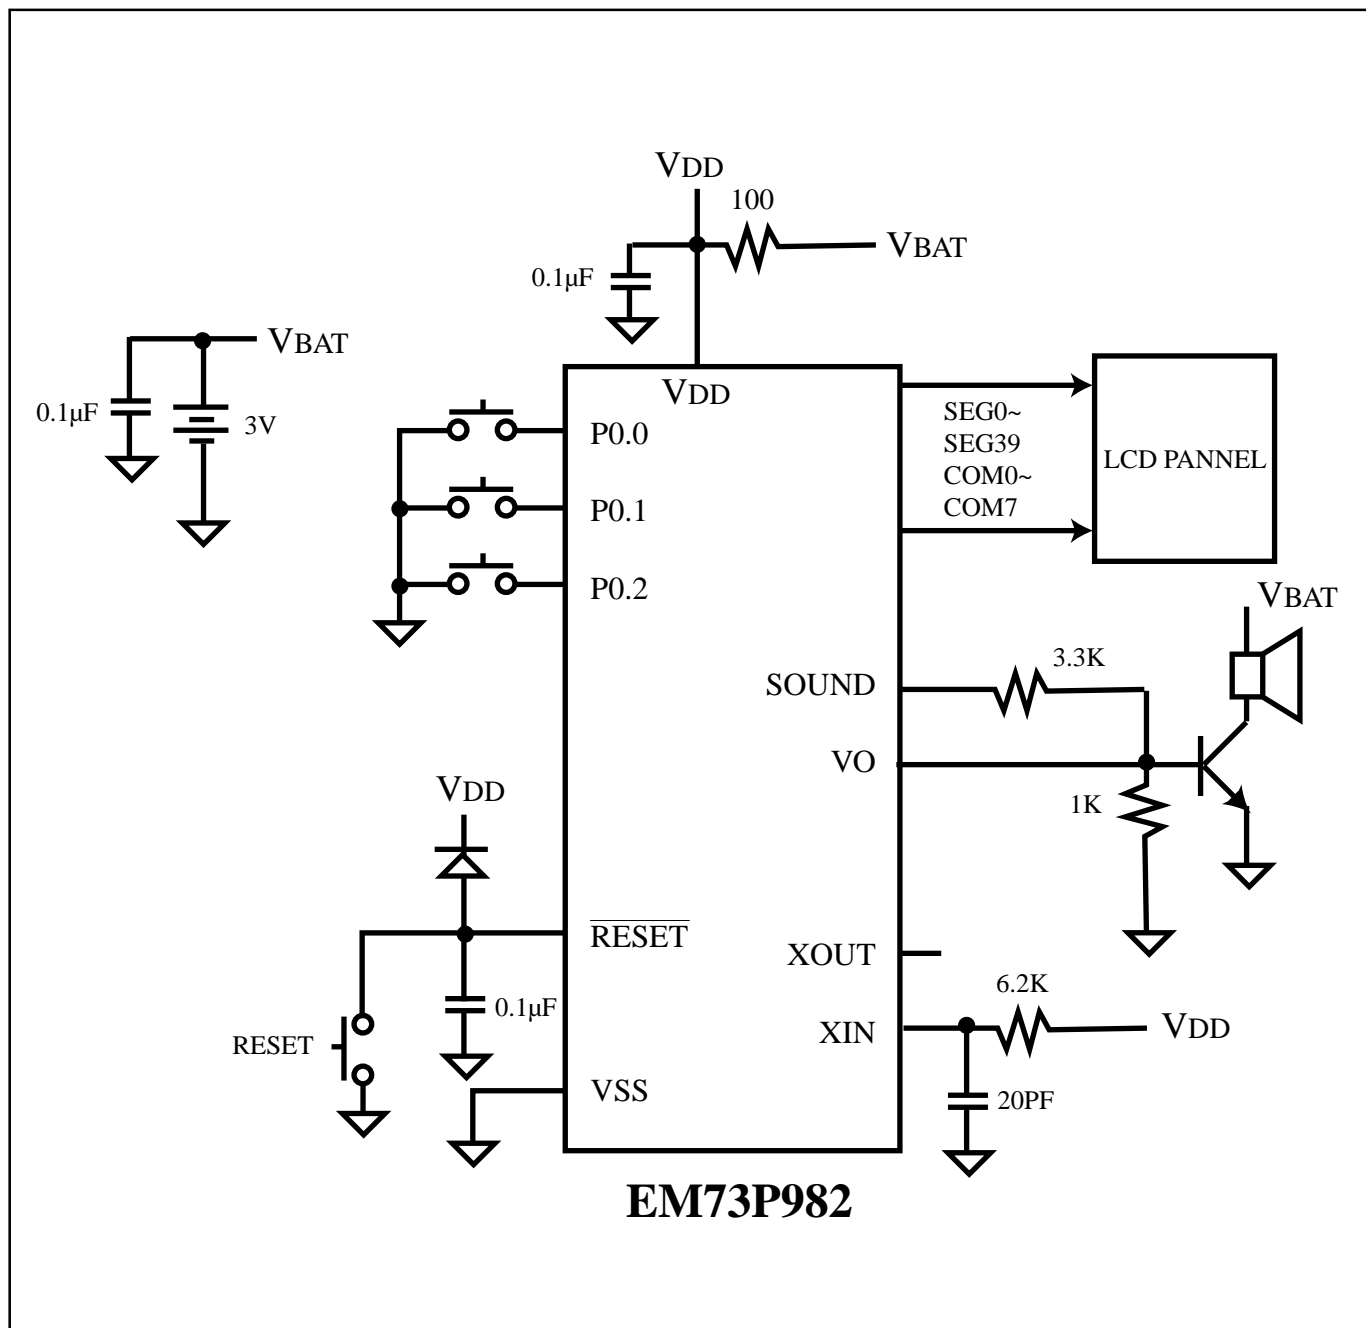 VDD
100
VBAT
0.1µF
VBAT
0.1µF
3V
VDD
P0.0
P0.1
P0.2
SEG0~
SEG39
COM0~
COM7
LCD PANNEL
VBAT
3.3K
SOUND
VO
1K
VDD
RESET
0.1µF
RESET
XOUT
6.2K
XIN
VDD
VSS
20PF
EM73P982